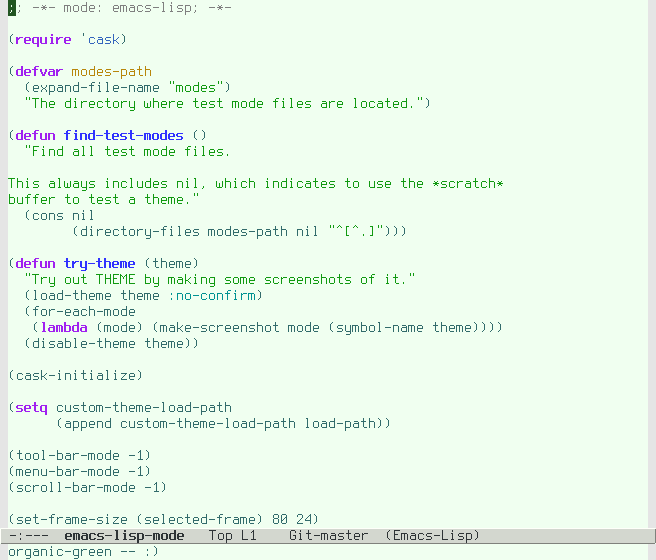 ;; -*- mode: emacs-lisp; -*-

(require 'cask)

(defvar modes-path
  (expand-file-name "modes")
  "The directory where test mode files are located.")

(defun find-test-modes ()
  "Find all test mode files.

This always includes nil, which indicates to use the *scratch*
buffer to test a theme."
  (cons nil
        (directory-files modes-path nil "^[^.]")))

(defun try-theme (theme)
  "Try out THEME by making some screenshots of it."
  (load-theme theme :no-confirm)
  (for-each-mode
   (lambda (mode) (make-screenshot mode (symbol-name theme))))
  (disable-theme theme))

(cask-initialize)

(setq custom-theme-load-path
      (append custom-theme-load-path load-path))

(tool-bar-mode -1)
(menu-bar-mode -1)
(scroll-bar-mode -1)

(set-frame-size (selected-frame) 80 24)
-:---  emacs-lisp-mode   Top L1    Git-master  (Emacs-Lisp)
organic-green -- :)